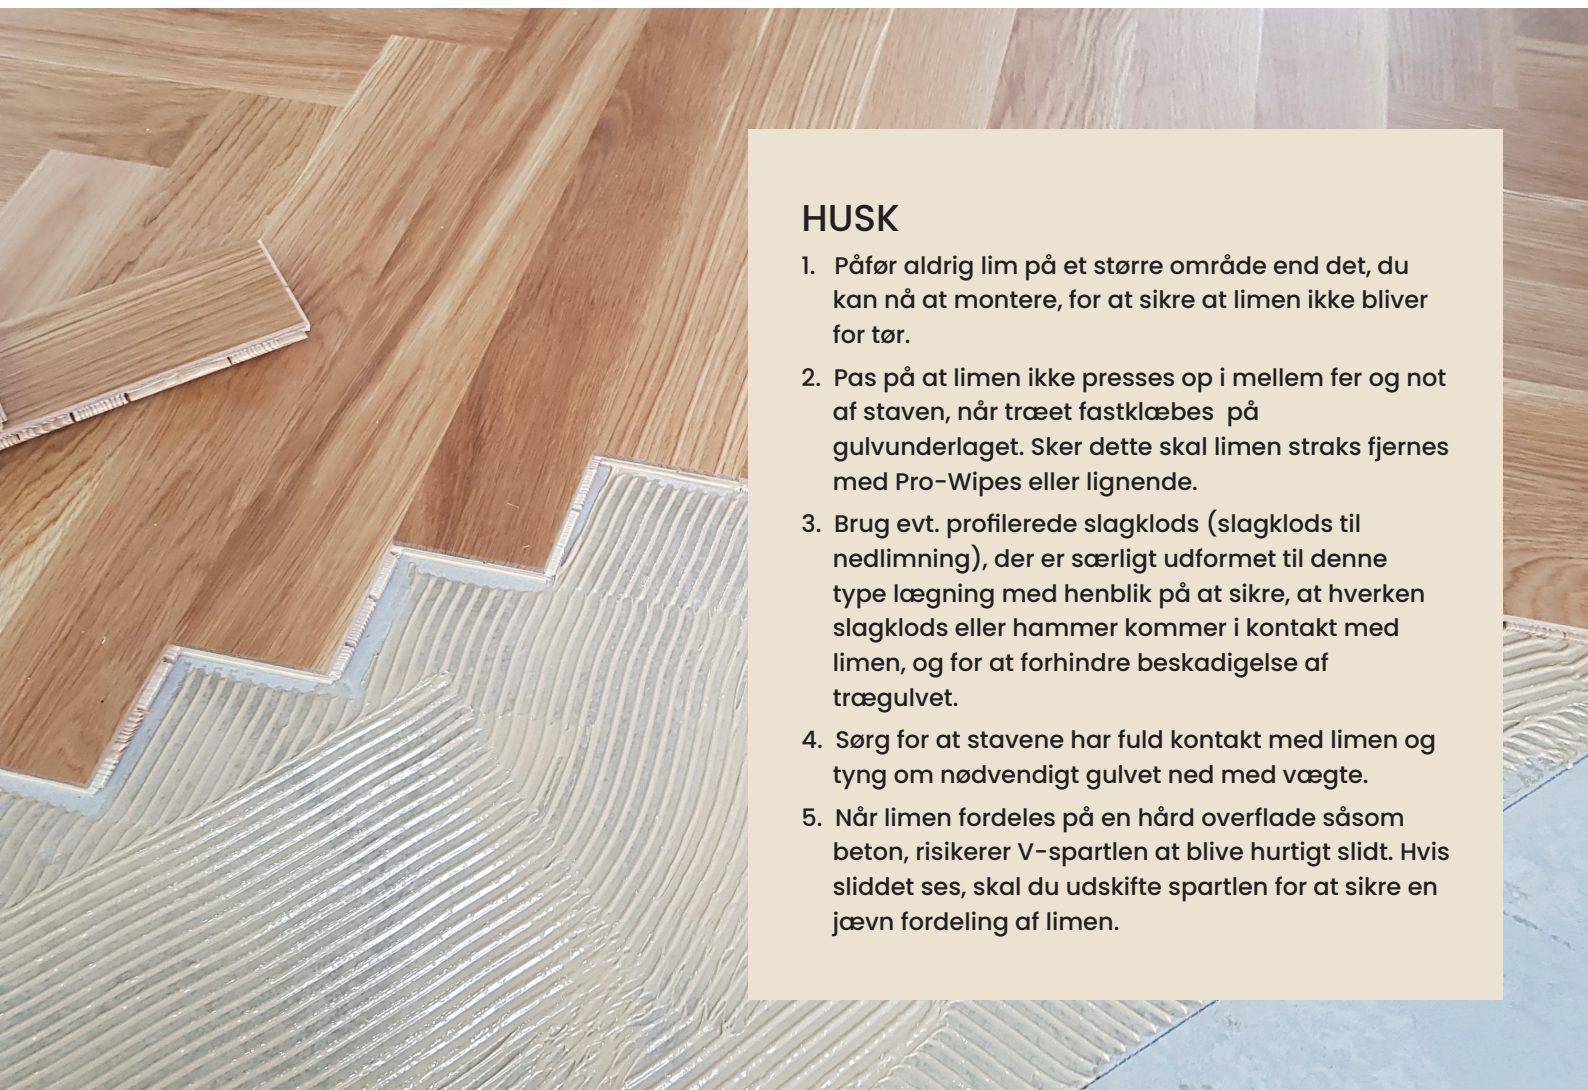 HUSK
1. Påfør aldrig lim på et større område end det, du
kan nå at montere, for at sikre at limen ikke bliver
for tør.
2. Pas på at limen ikke presses op i mellem fer og not
af staven, når træet fastklæbes på
gulvunderlaget. Sker dette skal limen straks fjernes
med Pro-Wipes eller lignende.
3. Brug evt. profilerede slagklods (slagklods til
nedlimning), der er særligt udformet til denne
type lægning med henblik på at sikre, at hverken
slagklods eller hammer kommer i kontakt med
limen, og for at forhindre beskadigelse af
trægulvet.
4. Sørg for at stavene har fuld kontakt med limen og
tyng om nødvendigt gulvet ned med vægte.
5. Når limen fordeles på en hård overflade såsom
beton, risikerer V-spartlen at blive hurtigt slidt. Hvis
sliddet ses, skal du udskifte spartlen for at sikre en
jævn fordeling af limen.